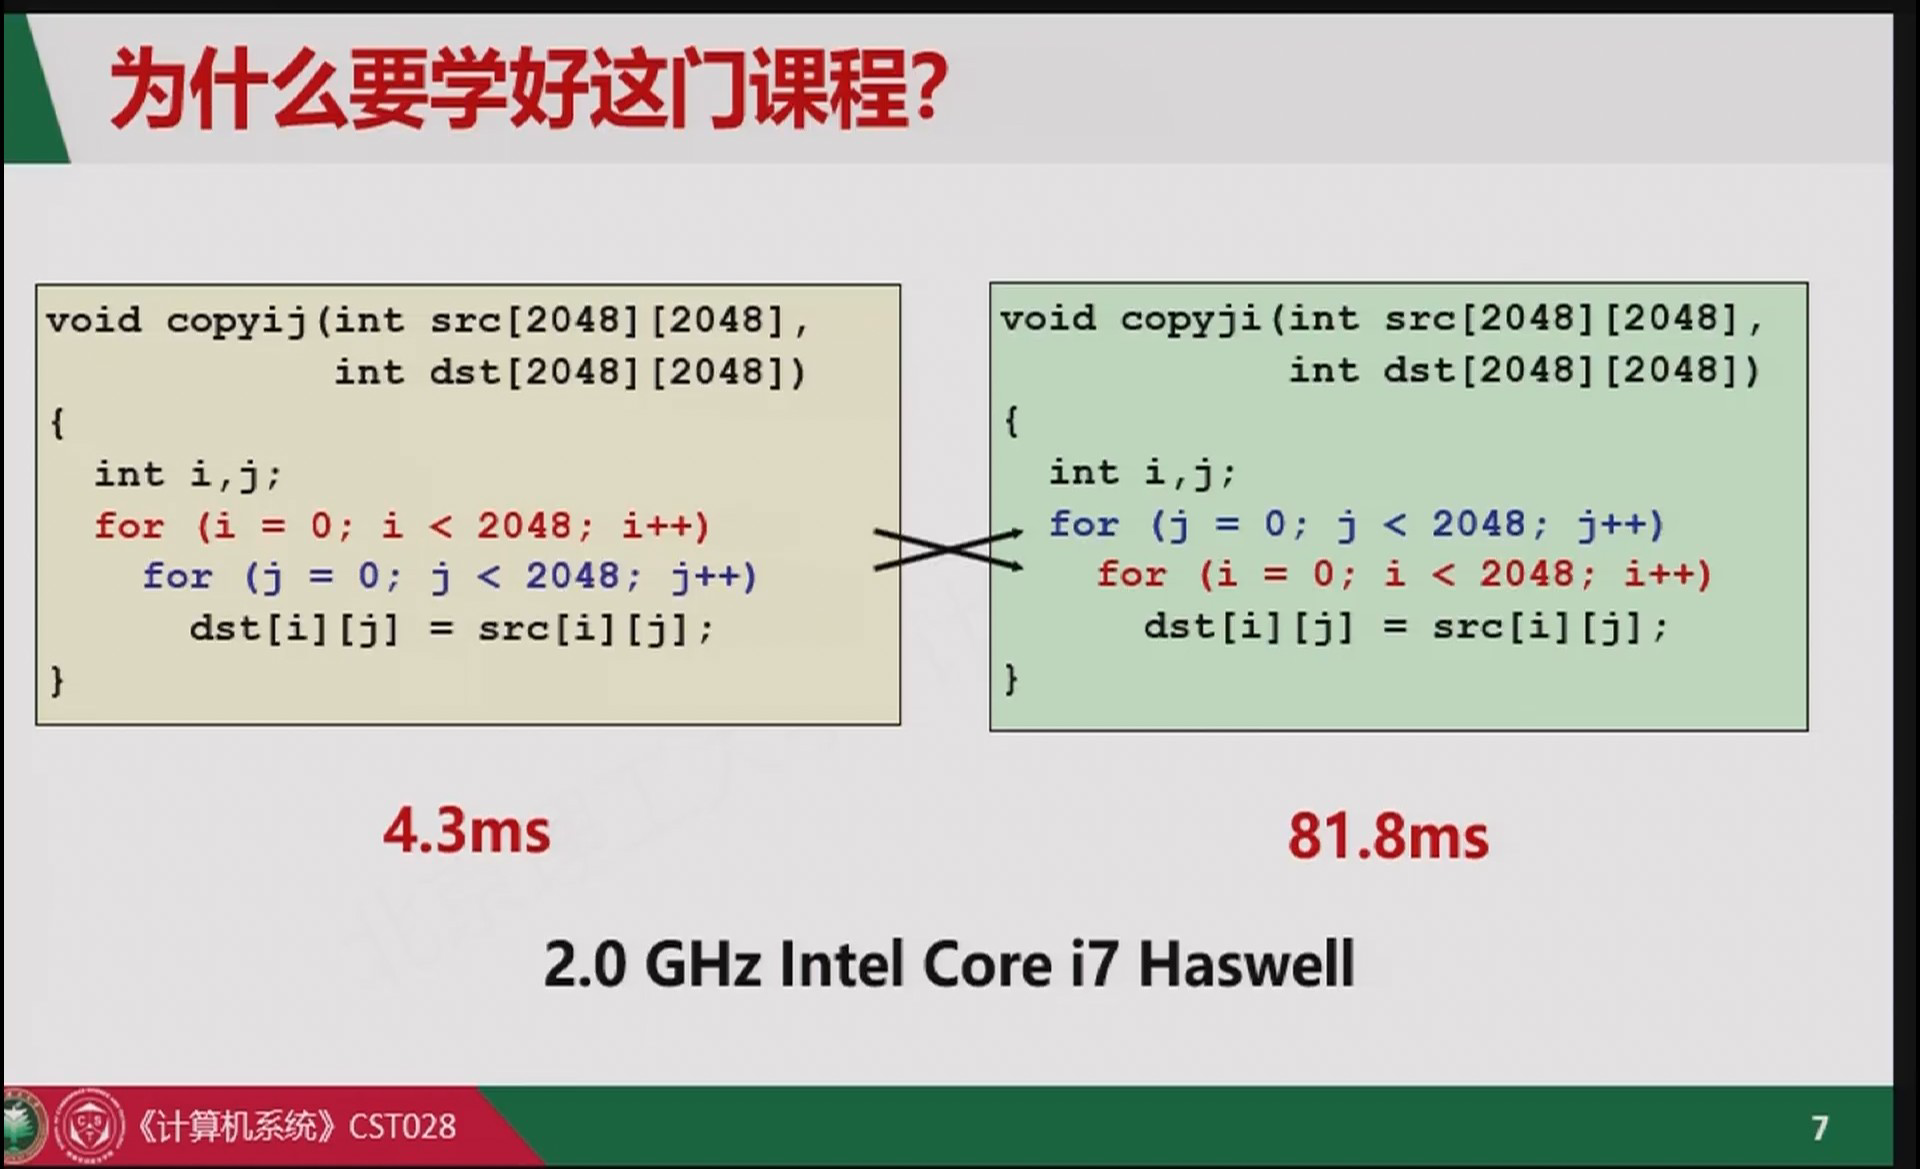 为什么要学好这门课程?
void copyij(int src[2048][2048],
            int dst[2048][2048])
{
  int i,j;
  for (i = 0; i < 2048; i++)
    for (j = 0; j < 2048; j++)
      dst[i][j] = src[i][j];
}
void copyji(int src[2048][2048],
            int dst[2048][2048])
{
  int i,j;
  for (j = 0; j < 2048; j++)
    for (i = 0; i < 2048; i++)
      dst[i][j] = src[i][j];
}
4.3ms
81.8ms
2.0 GHz Intel Core i7 Haswell
《计算机系统》CST028
7